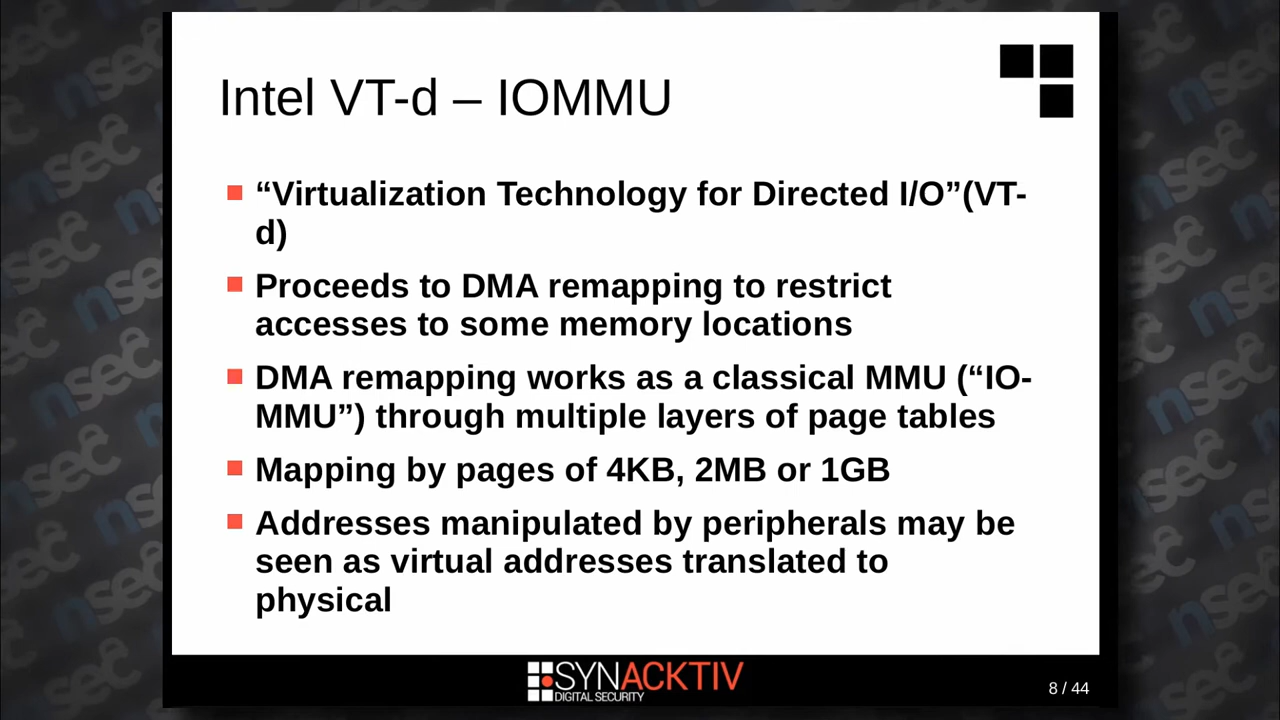 Intel VT-d – IOMMU
“Virtualization Technology for Directed I/O”(VT-
d)
Proceeds to DMA remapping to restrict
accesses to some memory locations
DMA remapping works as a classical MMU (“IO-
MMU”) through multiple layers of page tables
Mapping by pages of 4KB, 2MB or 1GB
Addresses manipulated by peripherals may be
seen as virtual addresses translated to
physical
SYNACKTIV
DIGITAL SECURITY
8 / 44
nsec